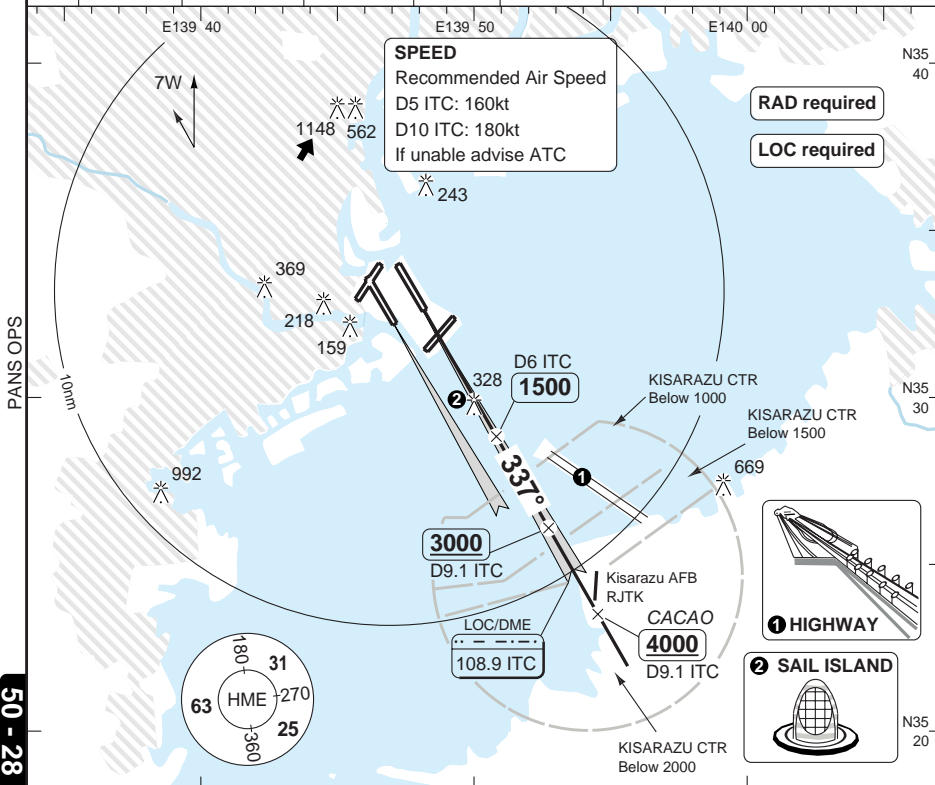 E139 40
E139 50
E140 00
N35
40
SPEED
Recommended Air Speed
D5 ITC: 160kt
D10 ITC: 180kt
If unable advise ATC
RAD required
LOC required
7W
1148
562
243
369
218
159
PANS OPS
10nm
D6 ITC
1500
328
2
KISARAZU CTR
Below 1000
N35
30
KISARAZU CTR
Below 1500
669
992
337°
1
3000
D9.1 ITC
Kisarazu AFB
RJTK
CACAO
4000
D9.1 ITC
LOC/DME
108.9 ITC
1 HIGHWAY
2 SAIL ISLAND
180
31
63
HME
270
25
360
KISARAZU CTR
Below 2000
N35
20
50 - 28